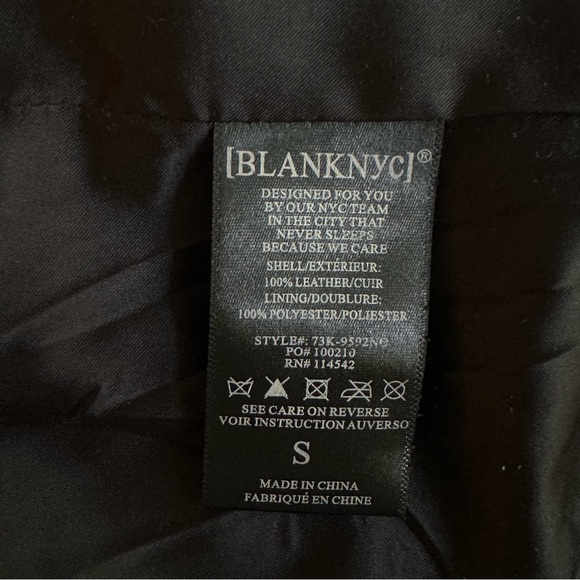 [BLANKNYC]®
DESIGNED FOR YOU
BY OUR NYC TEAM
IN THE CITY THAT
NEVER SLEEPS
BECAUSE WE CARE
SHELL/EXTÉRIEUR:
100% LEATHER/CUIR
LINING/DOUBLURE:
100% POLYESTER/POLIESTER
STYLE#: 73K-9592NO
PO# 100210
RN# 114542
SEE CARE ON REVERSE
VOIR INSTRUCTION AUVERSO
S
MADE IN CHINA
FABRIQUÉ EN CHINE